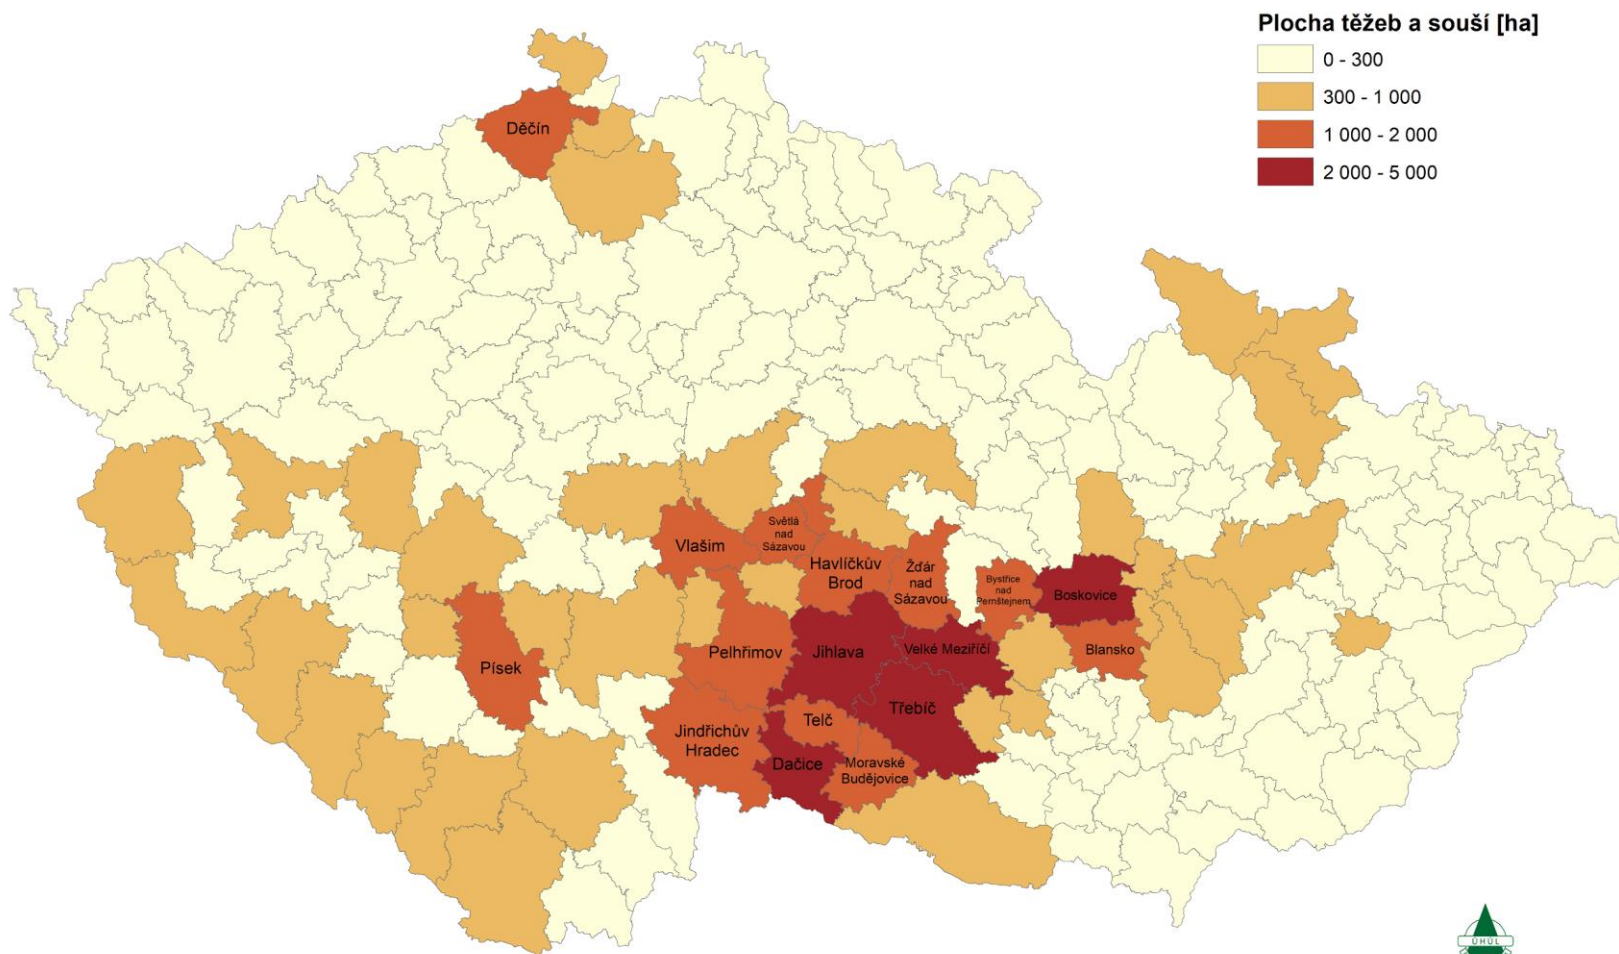 Plocha těžeb a souší [ha]
0 - 300
300 - 1 000
1 000 - 2 000
2 000 - 5 000
Děčín
Světlá
nad
Sázavou
Vlašim
Havlíčkův
Brod
Žďár
nad
Sázavou
Bystřice
nad
Pernštejnem
Boskovice
Pelhřimov
Jihlava
Velké Meziříčí
Blansko
Písek
Třebíč
Telč
Jindřichův
Hradec
Dačice
Moravské
Budějovice
ÚHÚL